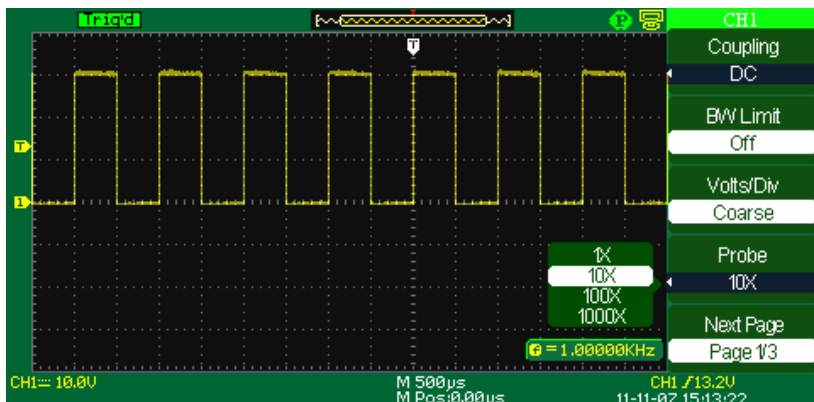 Trig'd
P
CH1
T
Coupling
DC
BW Limit
Off
T
Volts/Div
1
Coarse
1X
Probe
10X
10X
100X
1000X
Next Page
f = 1.00000KHz
Page 1/3
CH1 10.0V
M 500µs
CH1 13.2V
M Pos:0.00µs
11-11-07 15:13:22